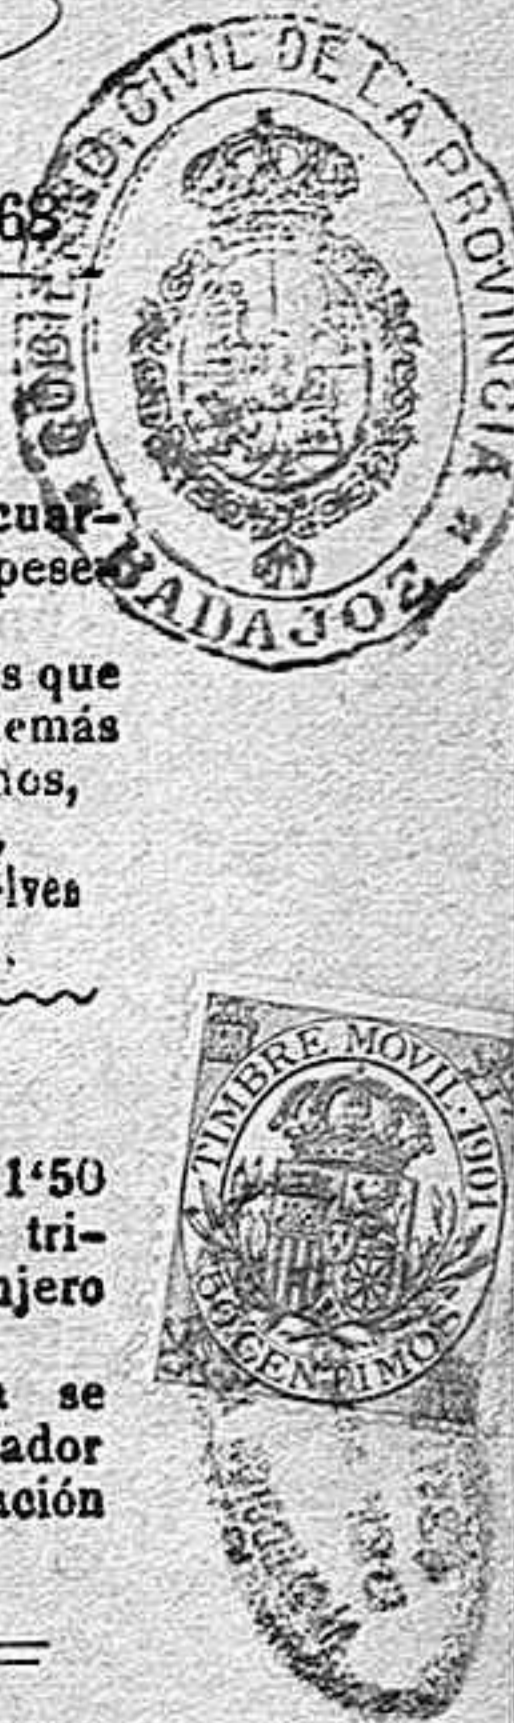 68
GOBIERNO CIVIL DE LA PROVINCIA
BADAJOZ
cuar-
pese
s que
emás
nos,
lves
TIMBRE MOVIL · 1901
50 CENTIMOS
1‘50
tri-
njero
se
ador
ación